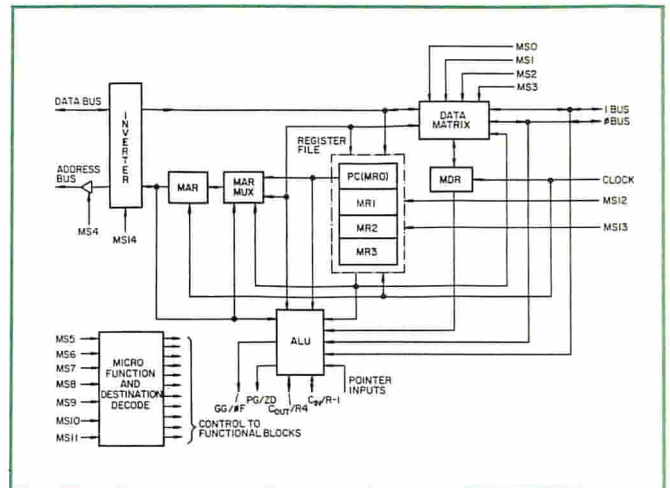 MS0
MS1
MS2
MS3
DATA BUS
INVERTER
REGISTER FILE
DATA MATRIX
I BUS
Ø BUS
ADDRESS BUS
MAR
MAR MUX
PC(MR0)
MR1
MR2
MR3
MDR
CLOCK
MS12
MS13
MS4
MS14
ALU
MS5
MS6
MS7
MS8
MS9
MS10
MS11
MICRO FUNCTION AND DESTINATION DECODE
CONTROL TO FUNCTIONAL BLOCKS
GG/ØF
PG/ZD
COUT/R4
CIN/R-1
POINTER INPUTS